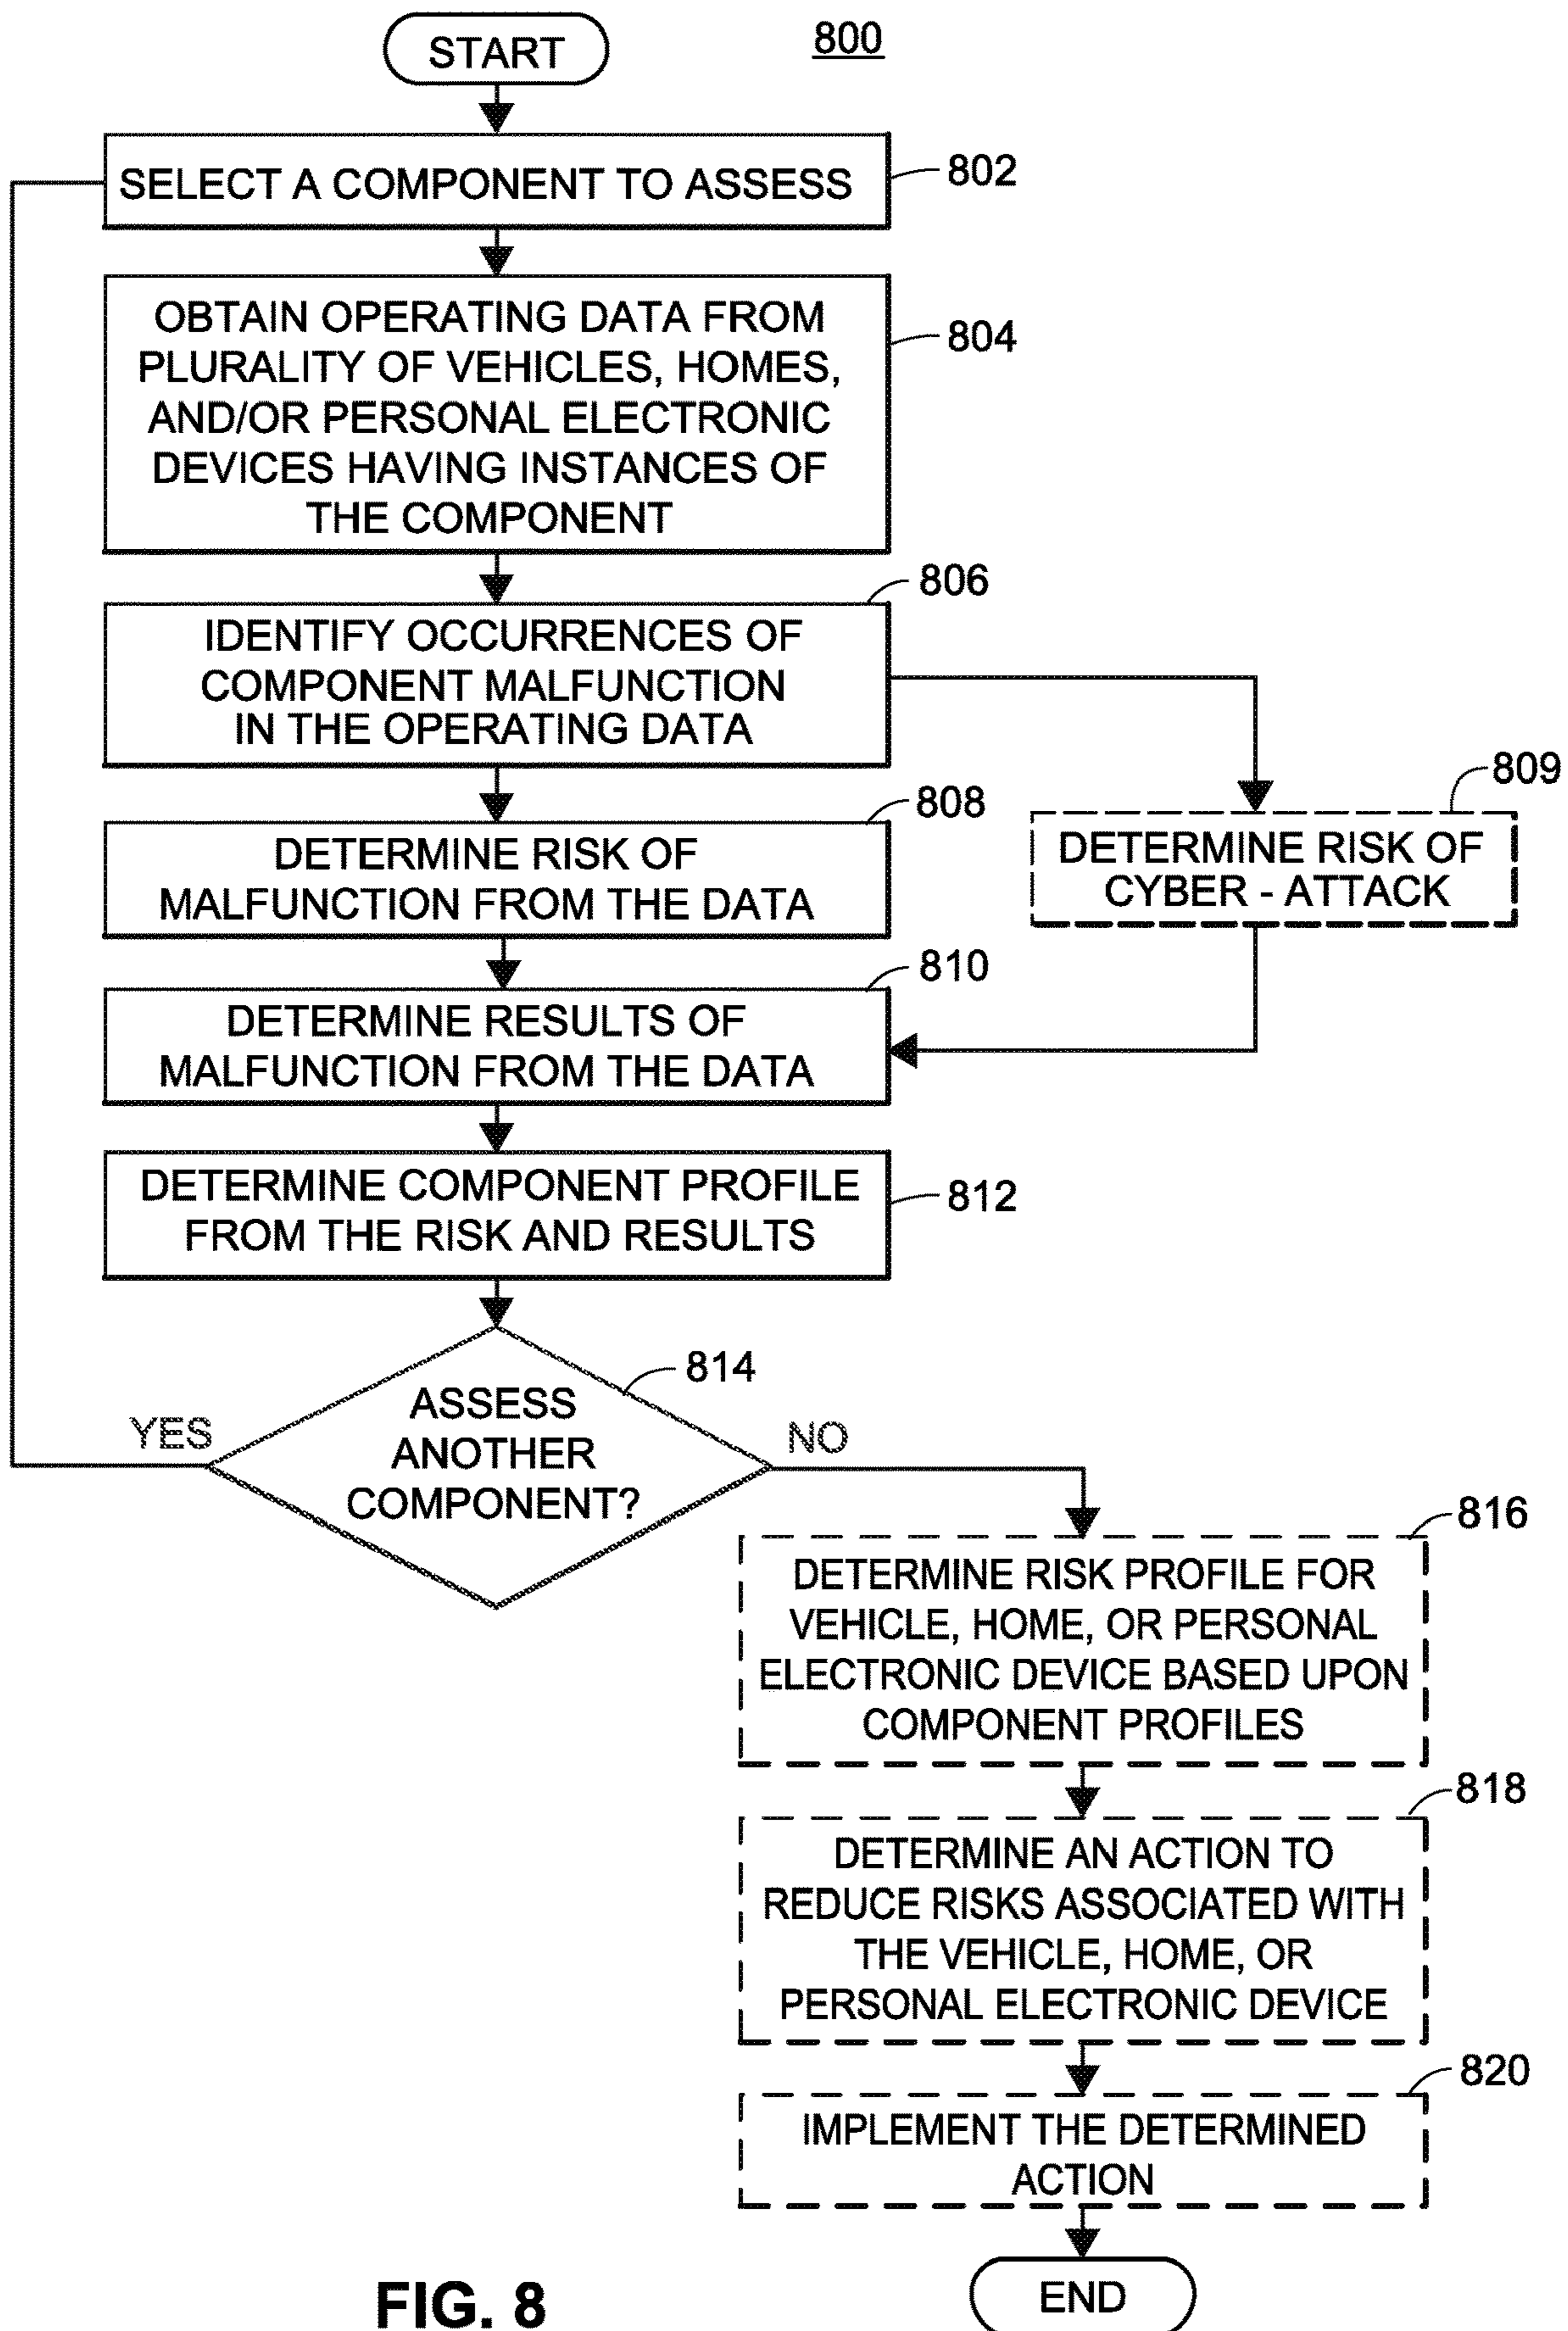 START
800
SELECT A COMPONENT TO ASSESS
802
OBTAIN OPERATING DATA FROM
PLURALITY OF VEHICLES, HOMES,
AND/OR PERSONAL ELECTRONIC
DEVICES HAVING INSTANCES OF
THE COMPONENT
804
IDENTIFY OCCURRENCES OF
COMPONENT MALFUNCTION
IN THE OPERATING DATA
806
DETERMINE RISK OF
MALFUNCTION FROM THE DATA
808
DETERMINE RISK OF
CYBER - ATTACK
809
DETERMINE RESULTS OF
MALFUNCTION FROM THE DATA
810
DETERMINE COMPONENT PROFILE
FROM THE RISK AND RESULTS
812
ASSESS
ANOTHER
COMPONENT?
814
YES
NO
DETERMINE RISK PROFILE FOR
VEHICLE, HOME, OR PERSONAL
ELECTRONIC DEVICE BASED UPON
COMPONENT PROFILES
816
DETERMINE AN ACTION TO
REDUCE RISKS ASSOCIATED WITH
THE VEHICLE, HOME, OR
PERSONAL ELECTRONIC DEVICE
818
IMPLEMENT THE DETERMINED
ACTION
820
END
FIG. 8